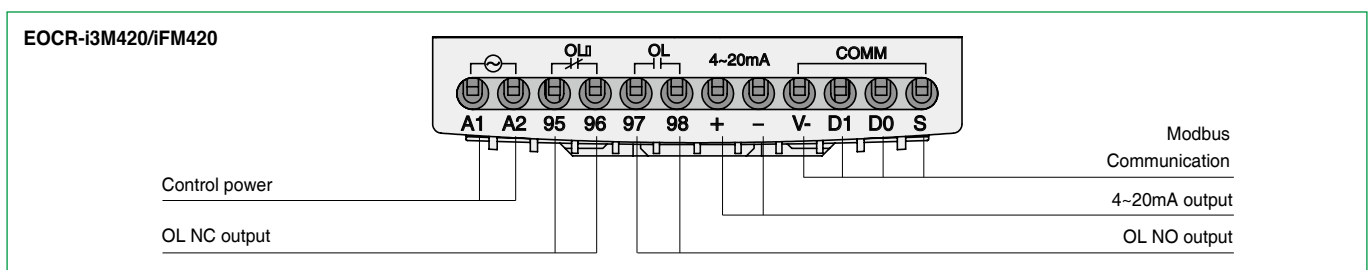 EOCR-i3M420/iFM420
OL OL 4~20mA COMM
A1 A2 95 96 97 98 + – V- D1 D0 S
Modbus
Communication
Control power
4~20mA output
OL NC output
OL NO output